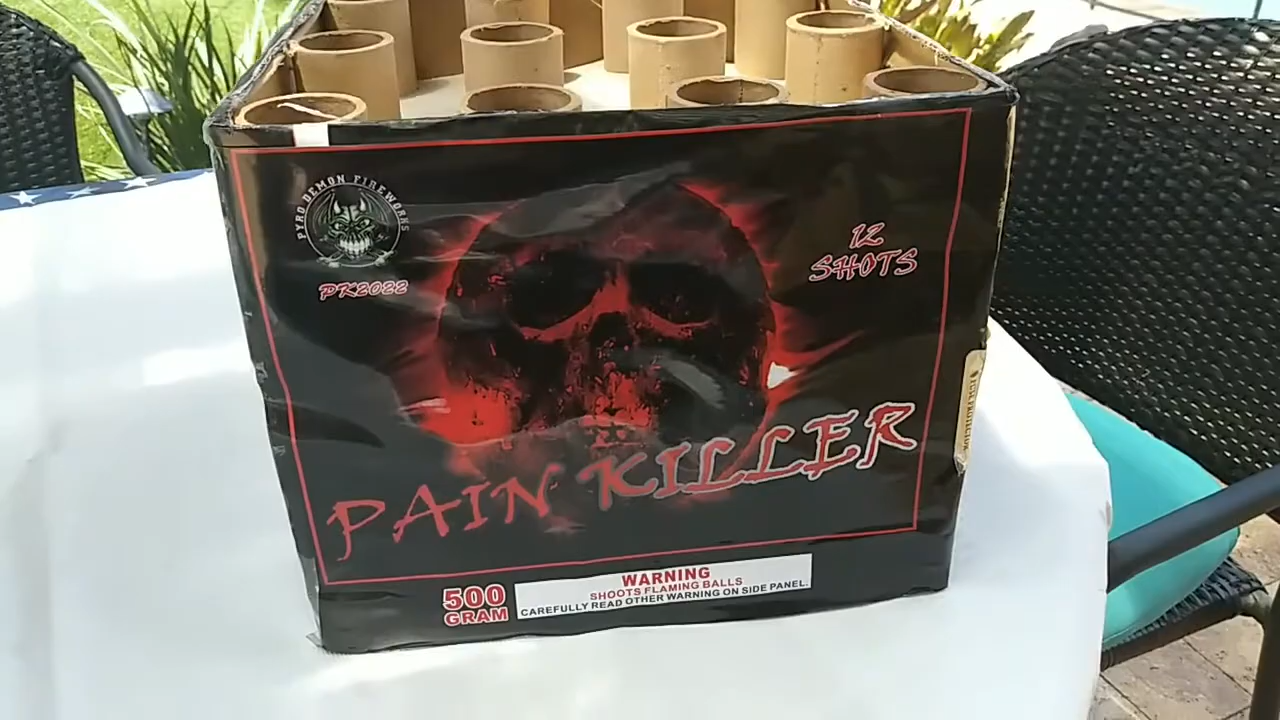 PYRO DEMON FIREWORKS
PK2022
12
SHOTS
PAIN KILLER
500
GRAM
WARNING
SHOOTS FLAMING BALLS
CAREFULLY READ OTHER WARNING ON SIDE PANEL.